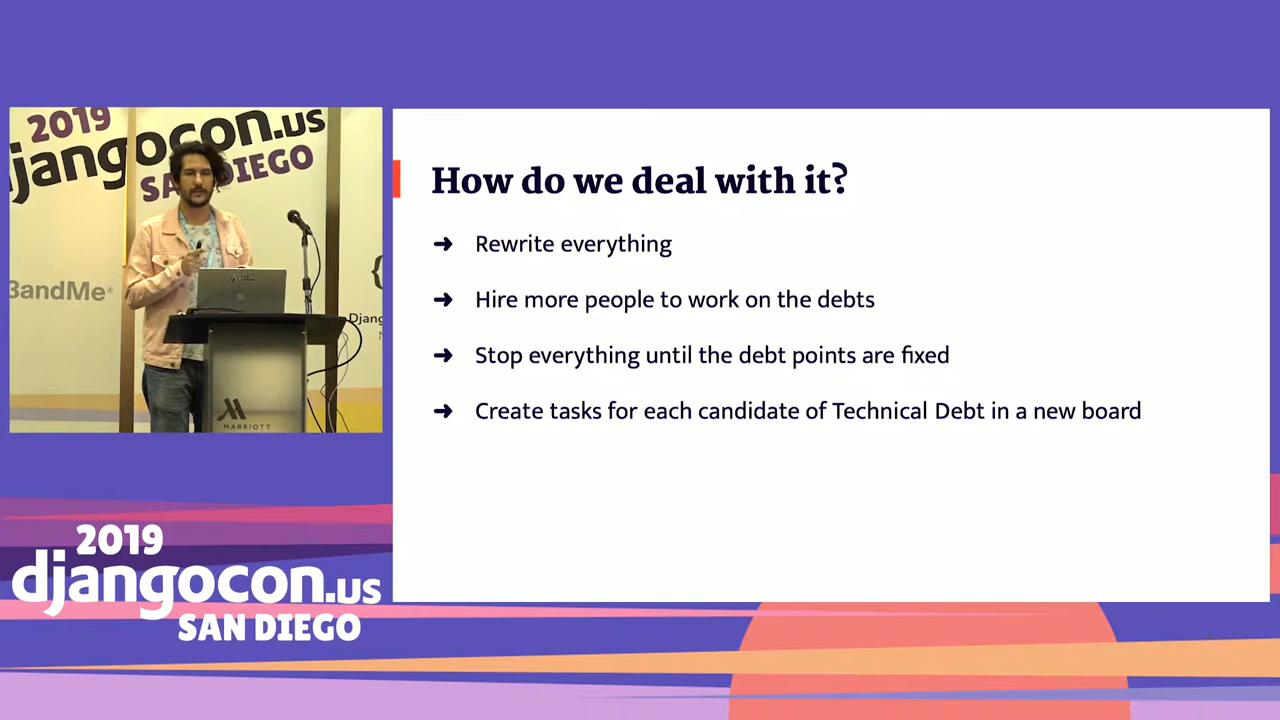 2019
djangocon.us
SAN DIEGO
3andMe®
Djang
MARRIOTT
How do we deal with it?
➜ Rewrite everything
➜ Hire more people to work on the debts
➜ Stop everything until the debt points are fixed
➜ Create tasks for each candidate of Technical Debt in a new board
2019
djangocon.us
SAN DIEGO